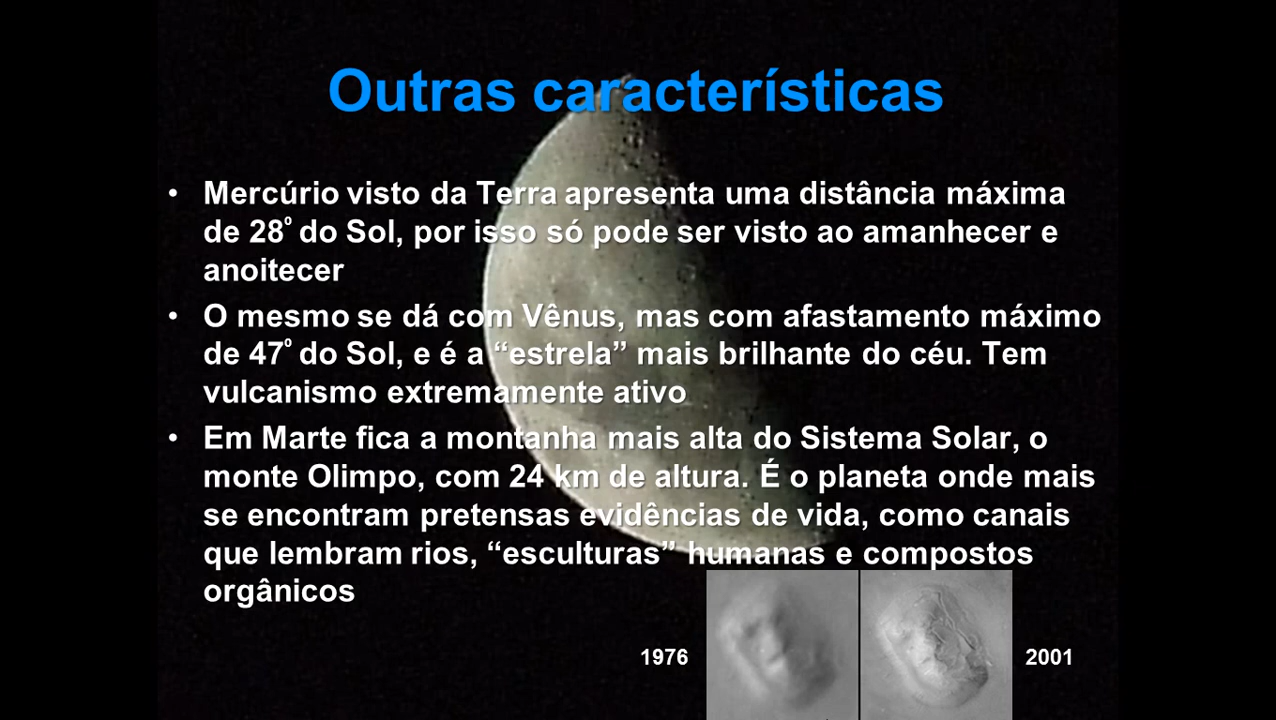 Outras características
• Mercúrio visto da Terra apresenta uma distância máxima
de 28º do Sol, por isso só pode ser visto ao amanhecer e
anoitecer
• O mesmo se dá com Vênus, mas com afastamento máximo
de 47º do Sol, e é a “estrela” mais brilhante do céu. Tem
vulcanismo extremamente ativo
• Em Marte fica a montanha mais alta do Sistema Solar, o
monte Olimpo, com 24 km de altura. É o planeta onde mais
se encontram pretensas evidências de vida, como canais
que lembram rios, “esculturas” humanas e compostos
orgânicos
1976
2001